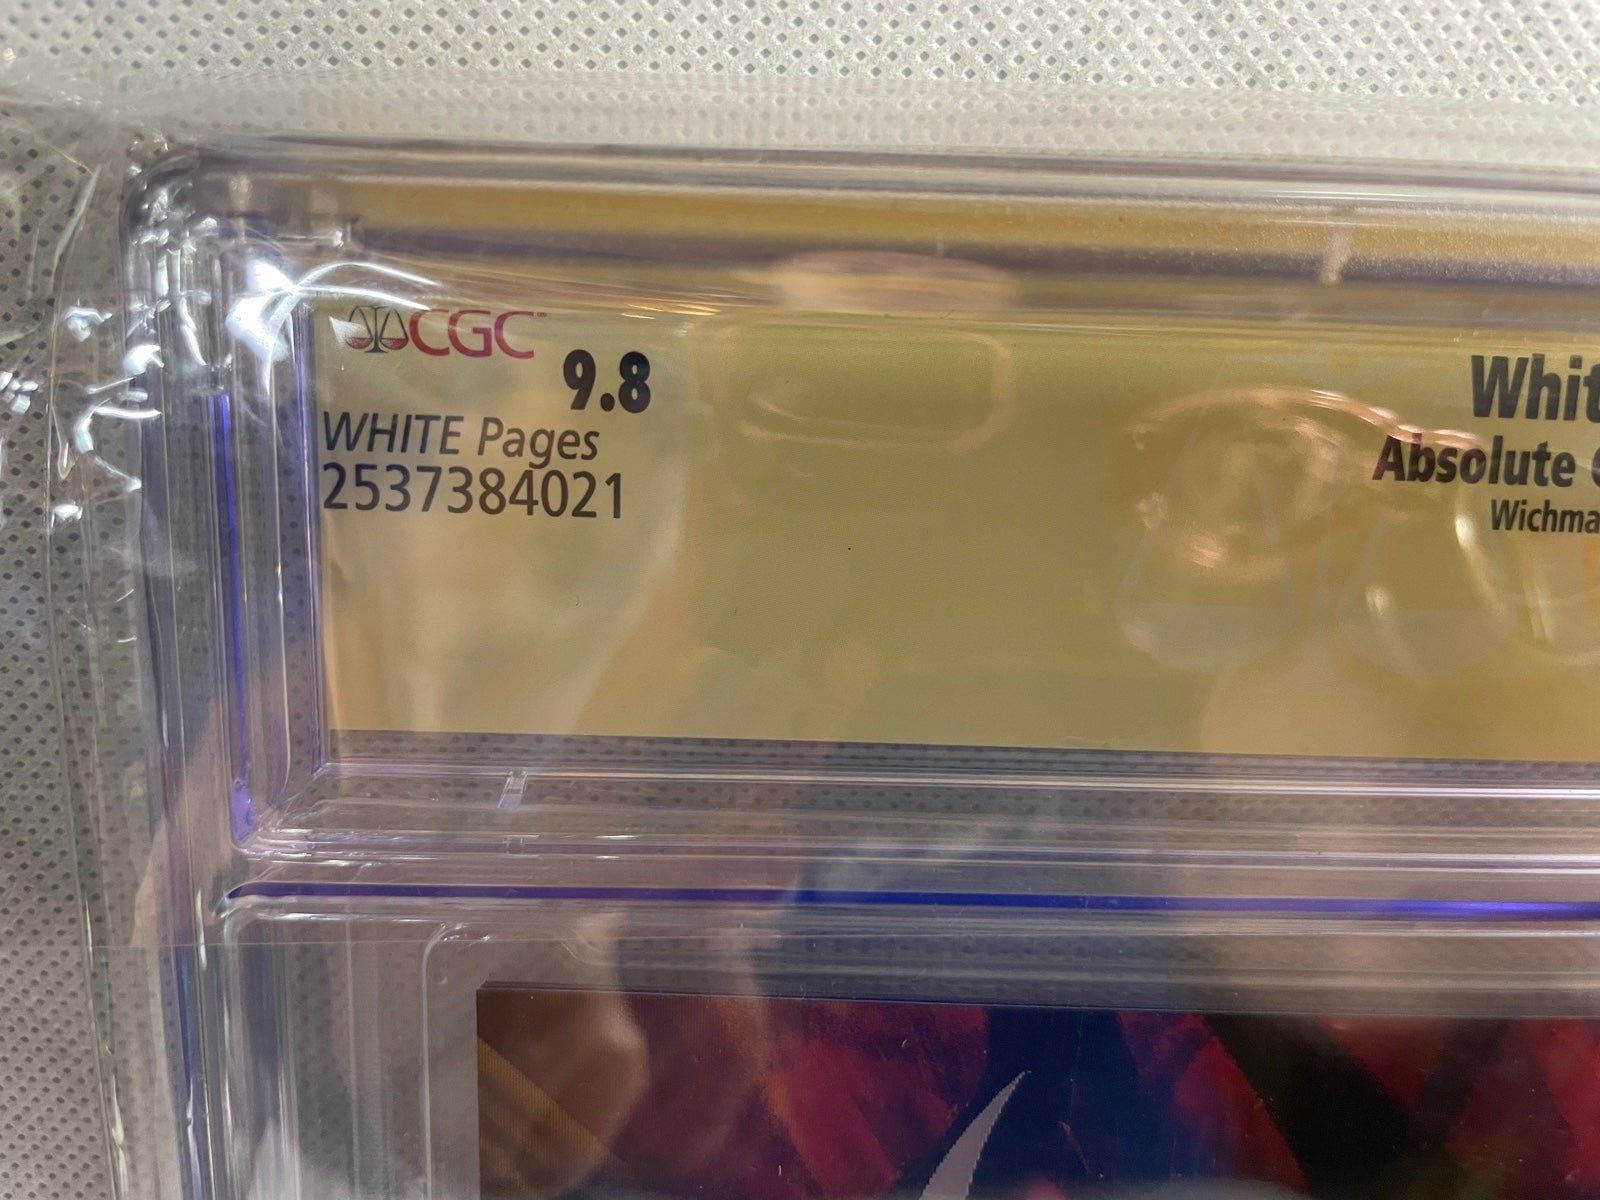 CGC
9.8
WHITE Pages
2537384021
Whit
Absolute
Wichma